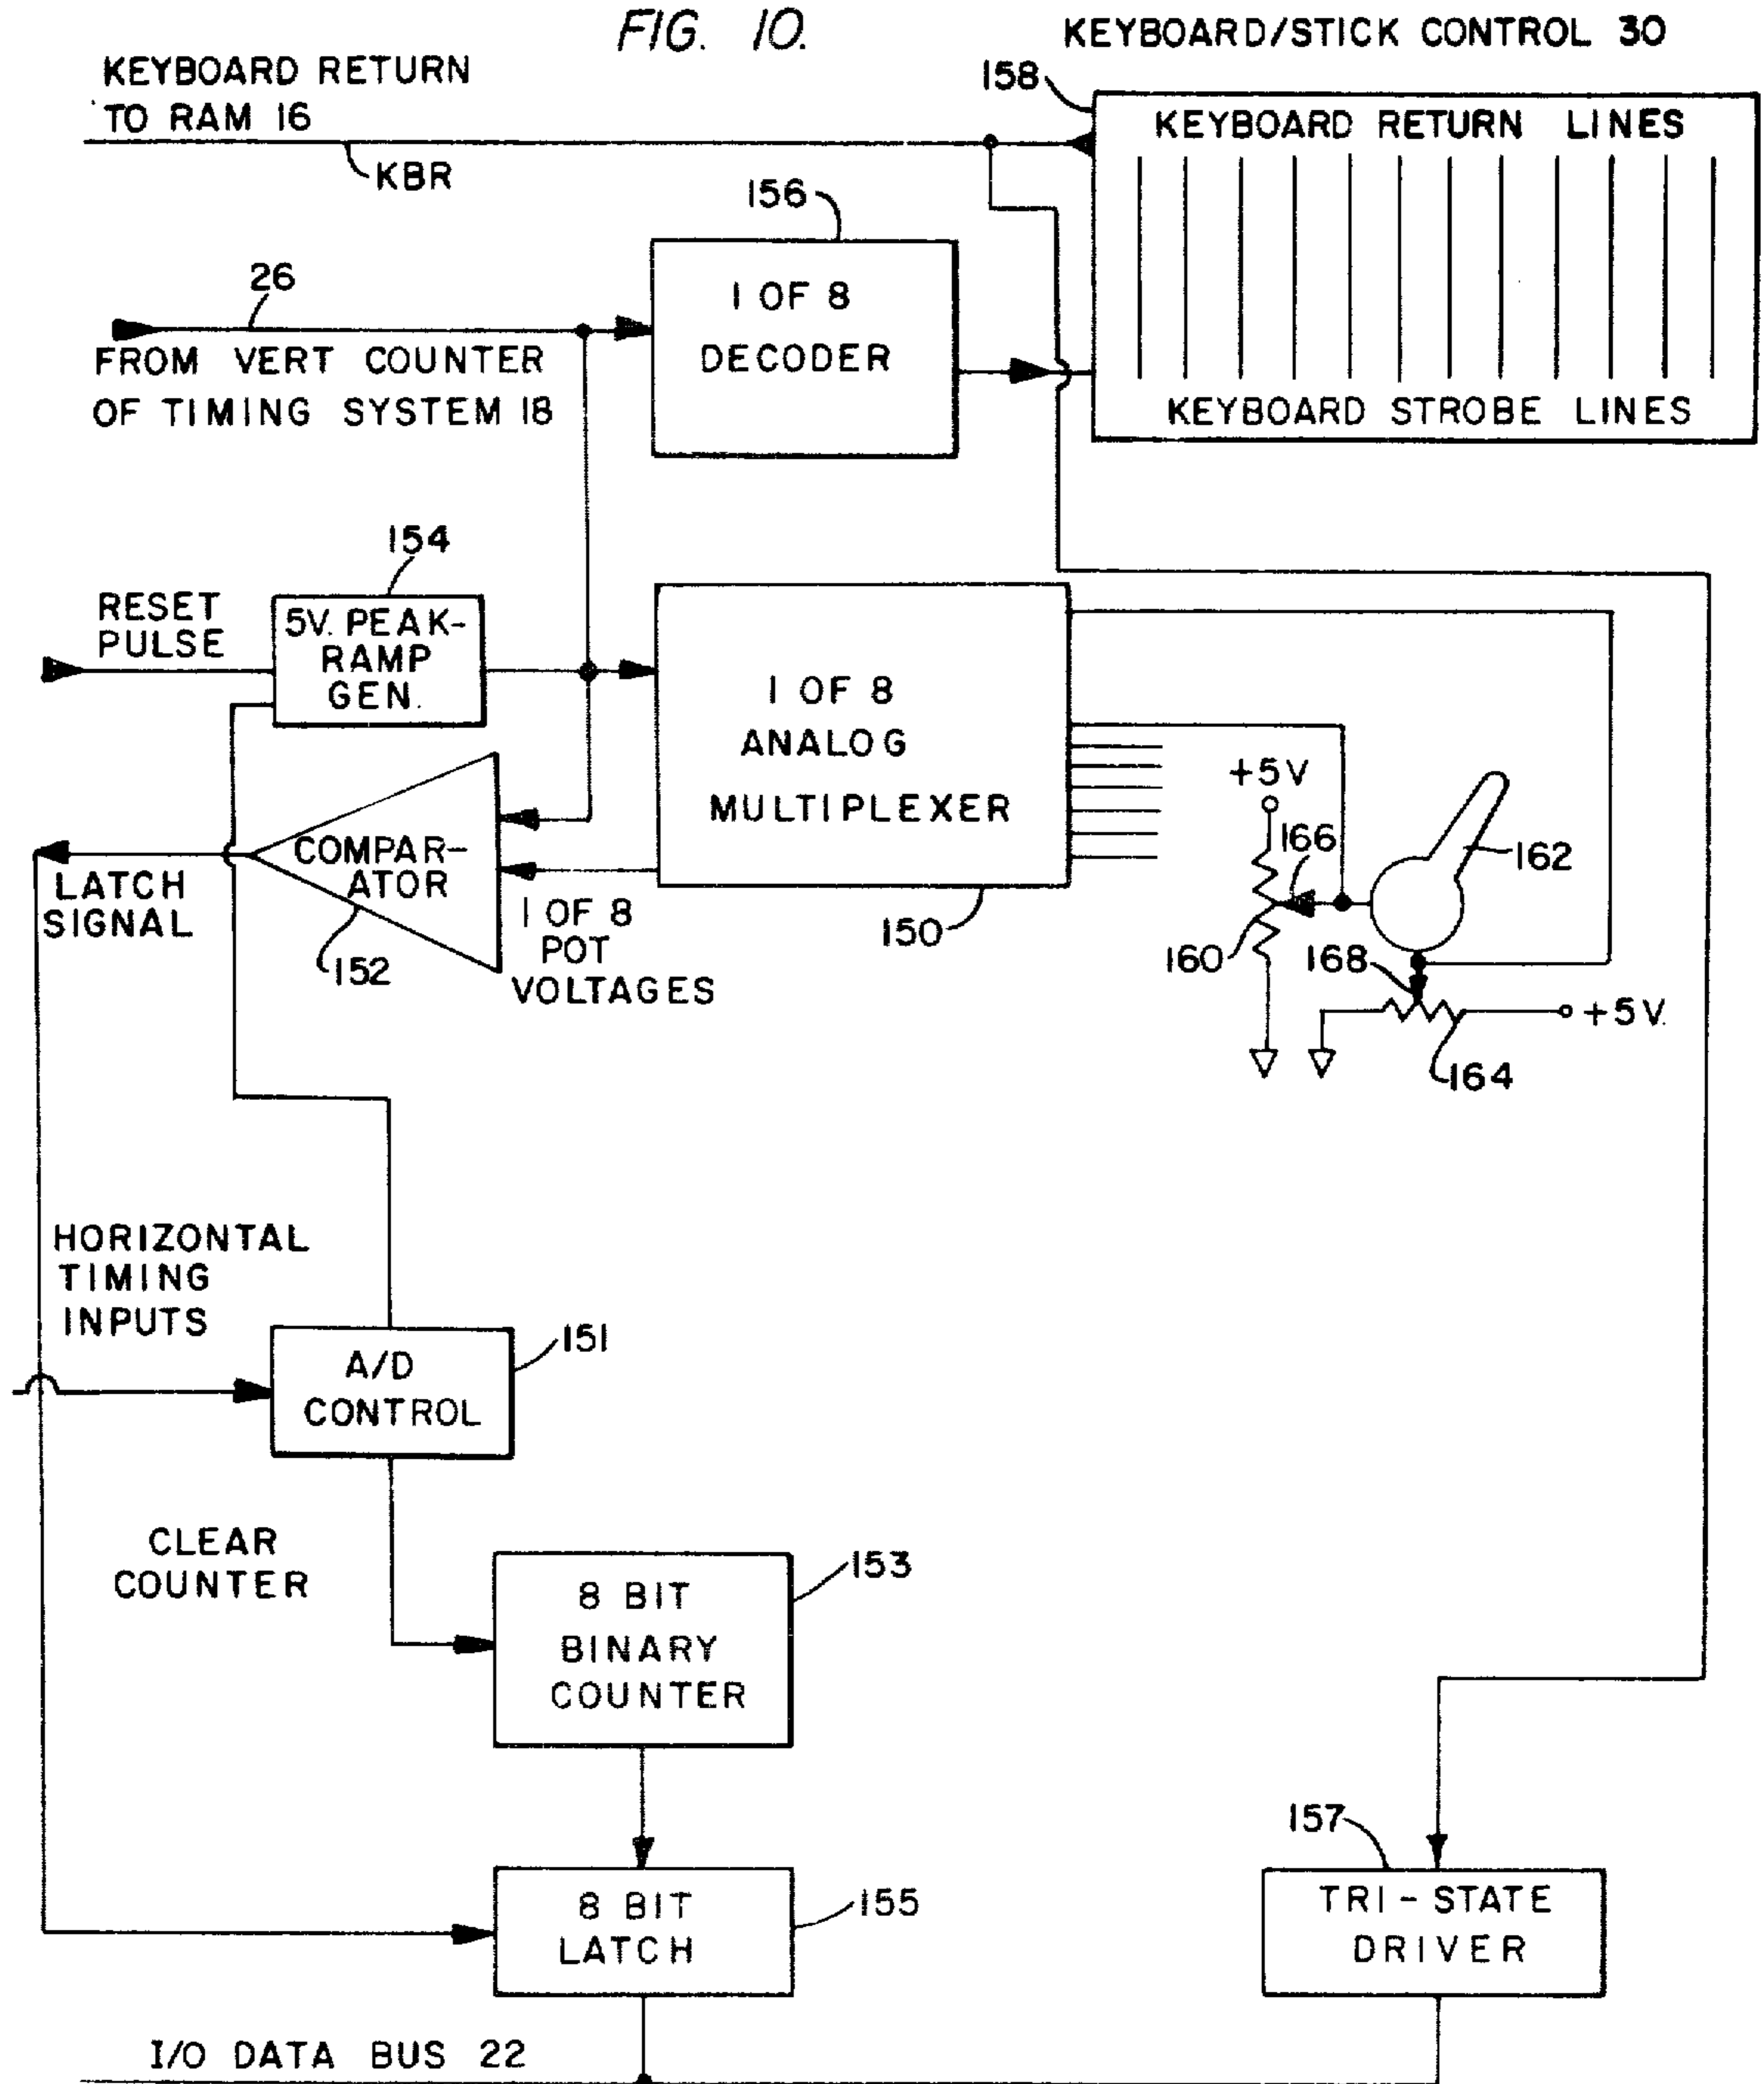 FIG. 10.
KEYBOARD/STICK CONTROL 30
KEYBOARD RETURN
TO RAM 16
KBR
158
KEYBOARD RETURN LINES
KEYBOARD STROBE LINES
156
1 OF 8
DECODER
26
FROM VERT COUNTER
OF TIMING SYSTEM 18
154
RESET
PULSE
5V. PEAK-
RAMP
GEN.
1 OF 8
ANALOG
MULTIPLEXER
150
COMPAR-
ATOR
152
LATCH
SIGNAL
1 OF 8
POT
VOLTAGES
+5V
166
160
162
168
+5V.
164
HORIZONTAL
TIMING
INPUTS
A/D
CONTROL
151
CLEAR
COUNTER
8 BIT
BINARY
COUNTER
153
8 BIT
LATCH
155
157
TRI-STATE
DRIVER
I/O DATA BUS 22